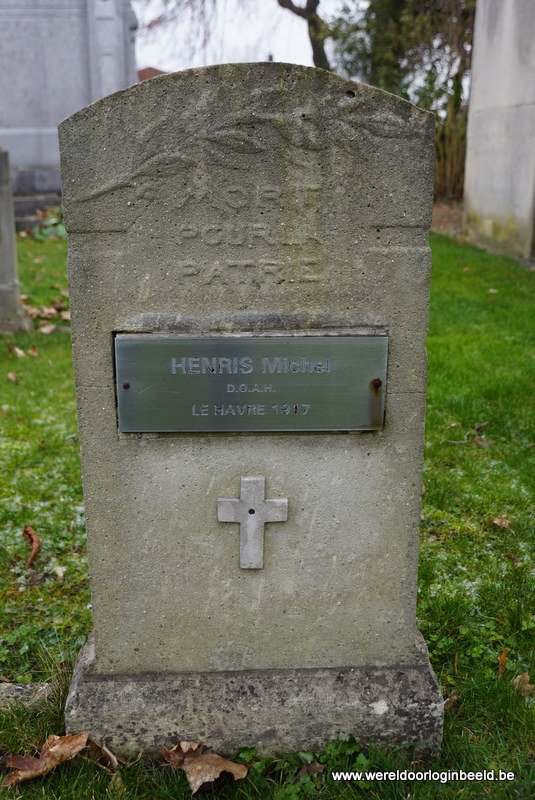 MORT
POUR LA
PATRIE
HENRIS Michel
D.O.A.H.
LE HAVRE 1917
www.wereldoorloginbeeld.be